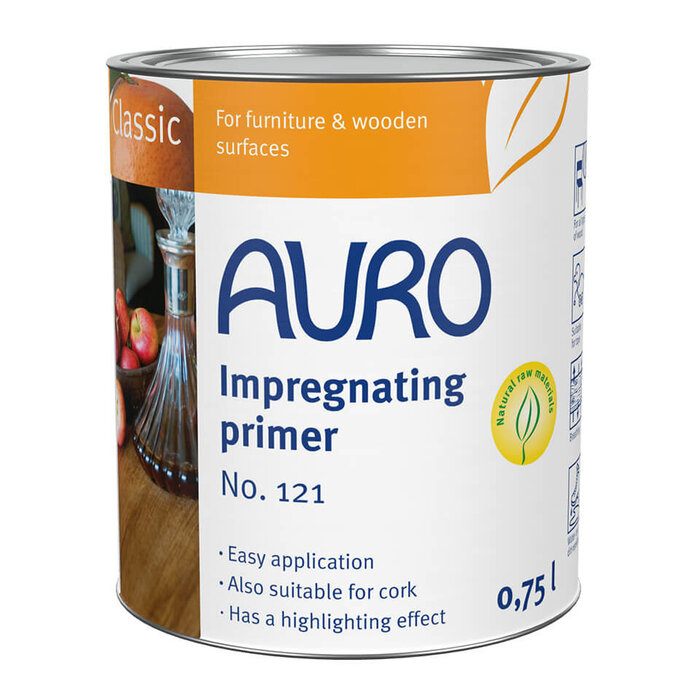 Classic
For furniture & wooden
surfaces
AURO
Impregnating
primer
No. 121
Natural raw materials
· Easy application
· Also suitable for cork
· Has a highlighting effect
0,75 l